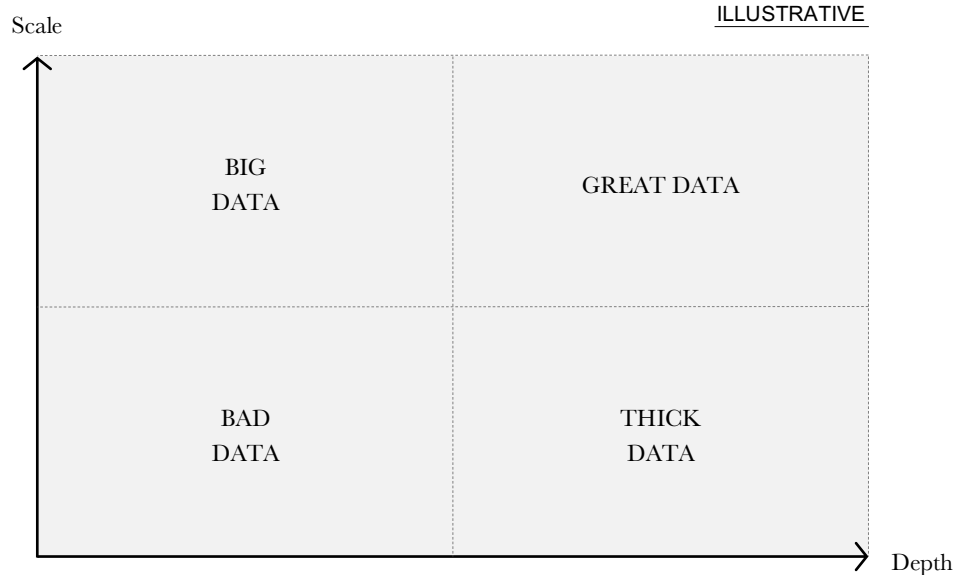 ILLUSTRATIVE
Scale
BIG
DATA
GREAT DATA
BAD
DATA
THICK
DATA
Depth